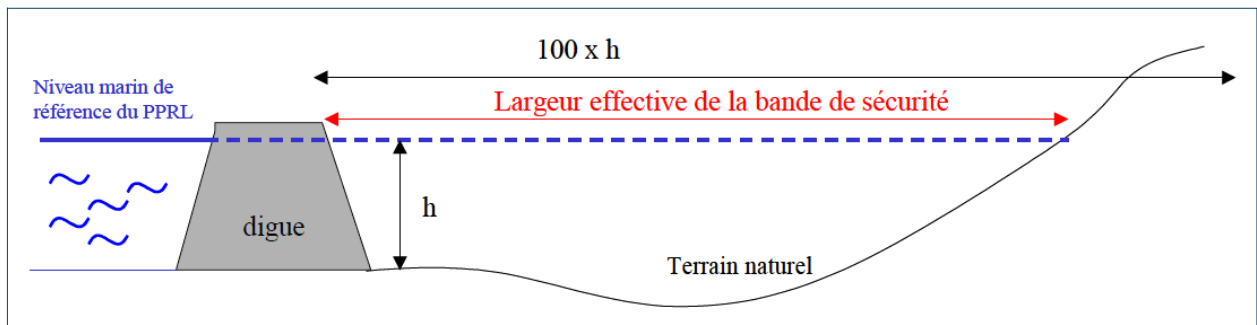 100 x h
Niveau marin de
référence du PPRL
Largeur effective de la bande de sécurité
h
digue
Terrain naturel